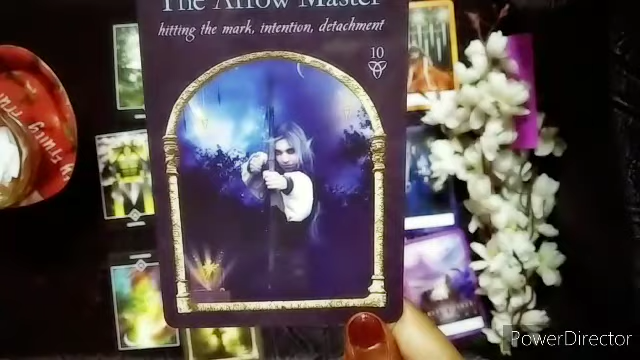 The Arrow Master
hitting the mark, intention, detachment
10
PowerDirector